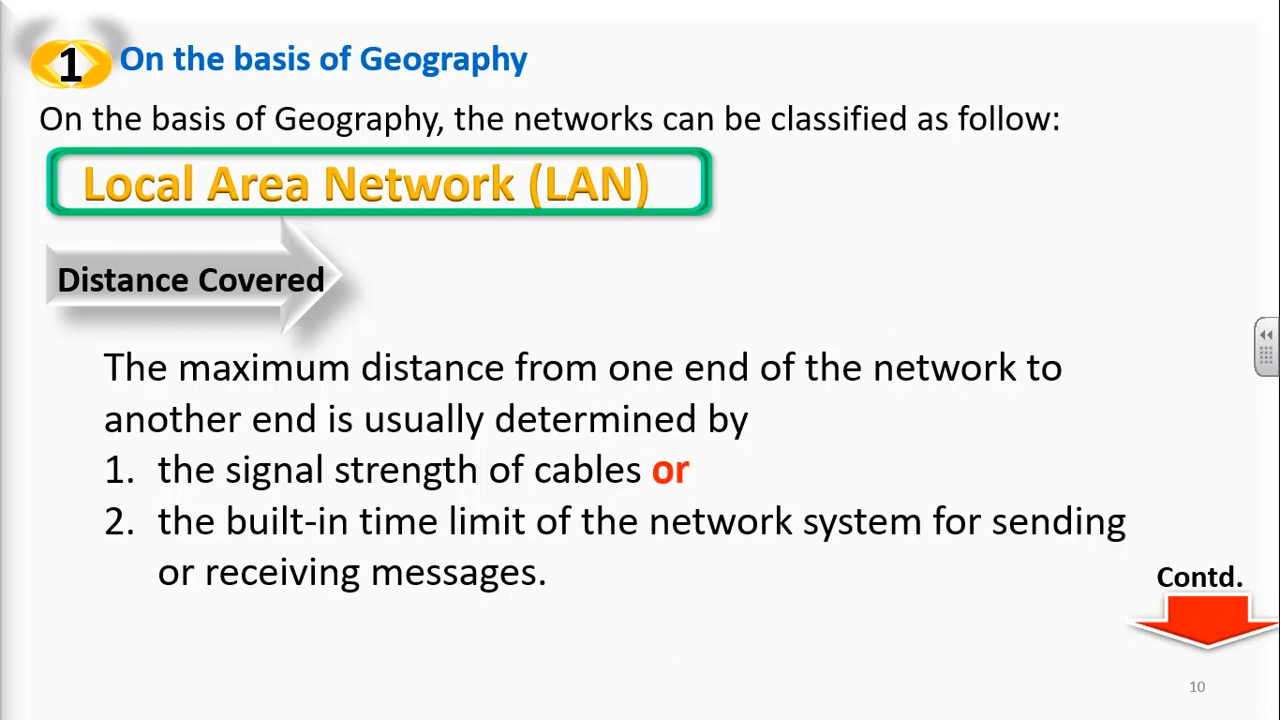 1 On the basis of Geography
On the basis of Geography, the networks can be classified as follow:
Local Area Network (LAN)
Distance Covered
The maximum distance from one end of the network to
another end is usually determined by
1. the signal strength of cables or
2. the built-in time limit of the network system for sending
or receiving messages.
Contd.
10